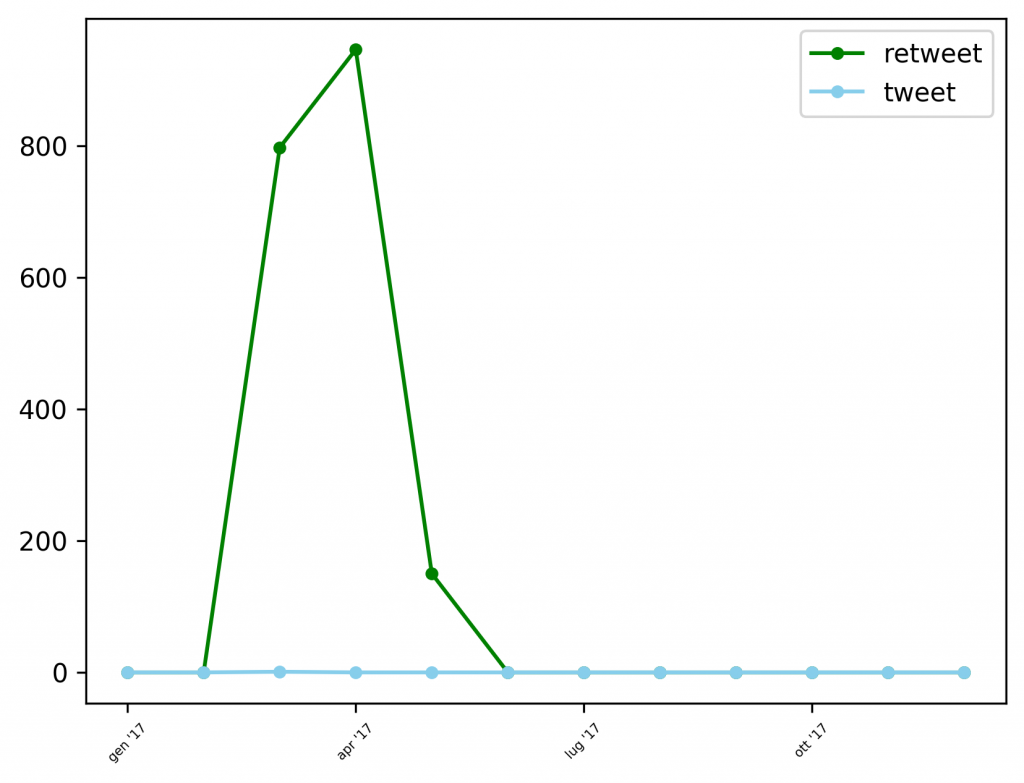 retweet
tweet
800
600
400
200
0
gen '17
apr '17
lug '17
ott '17